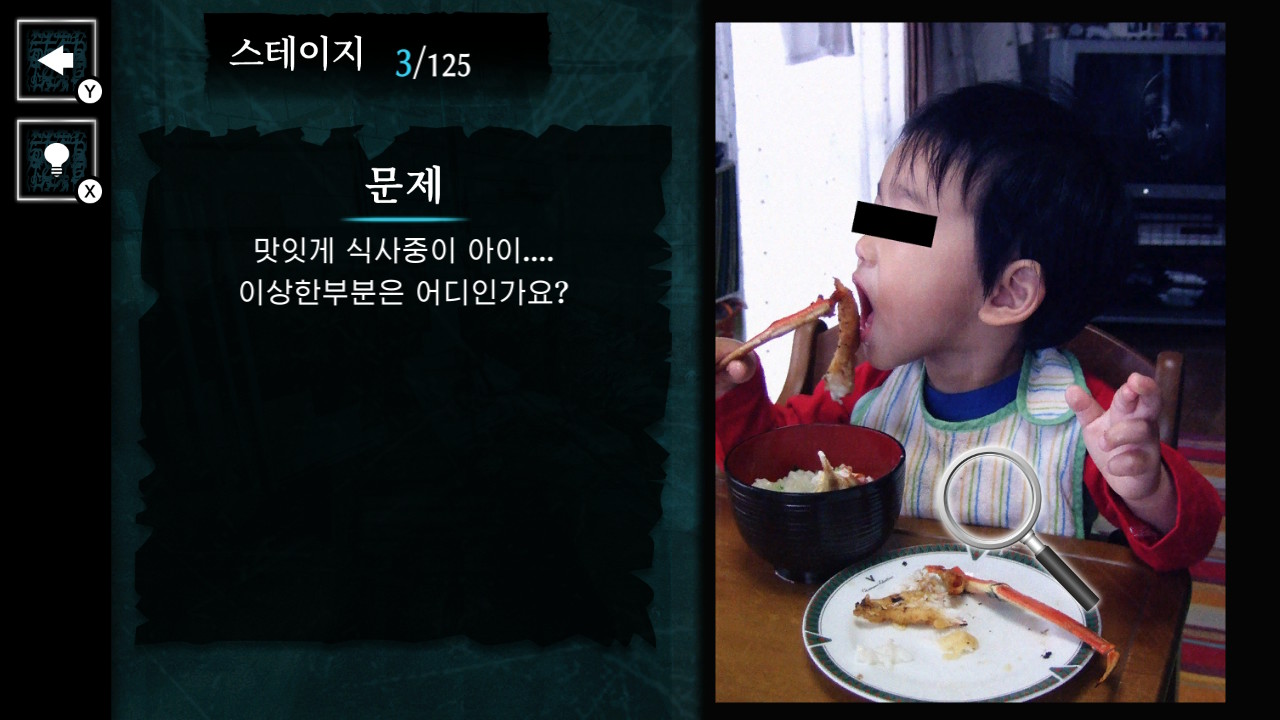 스테이지 3/125
Y
X
문제
맛잇게 식사중이 아이....
이상한부분은 어디인가요?